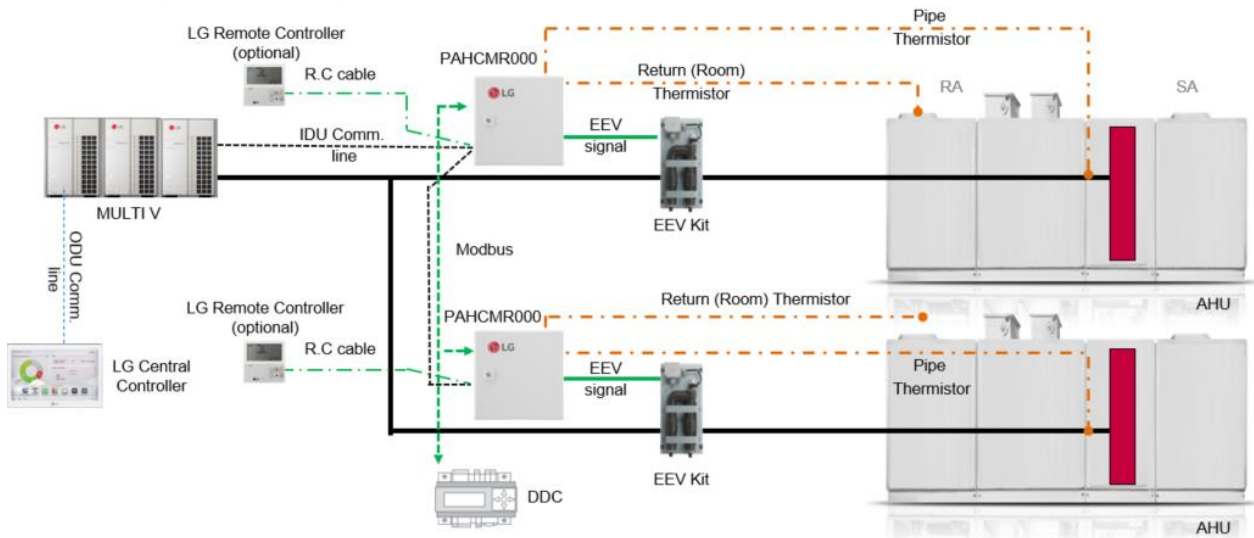 Pipe
Thermistor
LG Remote Controller
(optional)
PAHCMR000
R.C cable
Return (Room)
Thermistor
RA
SA
LG
IDU Comm.
line
EEV
signal
MULTI V
EEV Kit
ODU Comm.
line
Modbus
AHU
LG Remote Controller
(optional)
PAHCMR000
Return (Room) Thermistor
R.C cable
LG
LG Central
Controller
EEV
signal
Pipe
Thermistor
EEV Kit
DDC
AHU